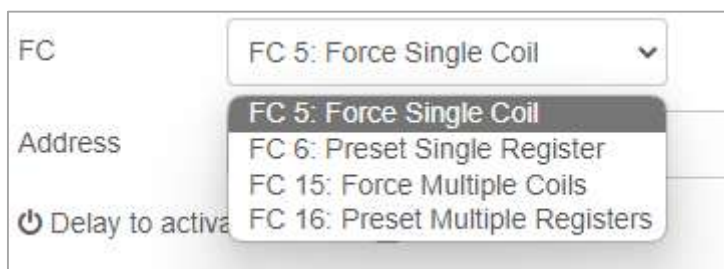 FC
FC 5: Force Single Coil
FC 5: Force Single Coil
Address
FC 6: Preset Single Register
FC 15: Force Multiple Coils
Delay to activa
FC 16: Preset Multiple Registers